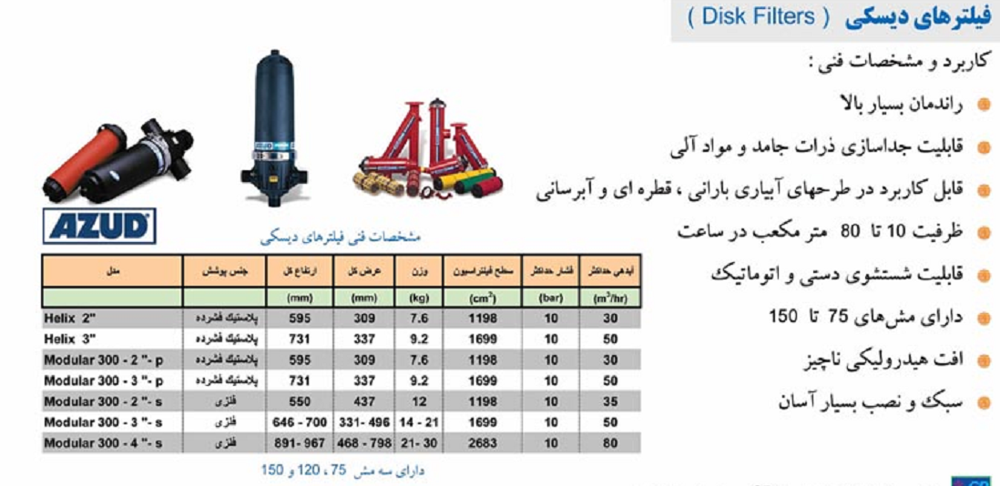 فیلترهای دیسکی ( Disk Filters )
کاربرد و مشخصات فنی :
راندمان بسیار بالا
قابلیت جداسازی ذرات جامد و مواد آلی
قابل کاربرد در طرحهای آبیاری بارانی ، قطره ای و آبرسانی
ظرفیت 10 تا 80 متر مکعب در ساعت
قابلیت شستشوی دستی و اتوماتیک
دارای مش‌های 75 تا 150
افت هیدرولیکی ناچیز
سبک و نصب بسیار آسان
AZUD
AZUD
مشخصات فنی فیلترهای دیسکی
مدل جنس پوشش ارتفاع کل عرض کل وزن سطح فیلتراسیون فشار حداکثر آبدهی حداکثر
(mm) (mm) (kg) (cm²) (bar) (m³/hr)
Helix 2" پلاستیک فشرده 595 309 7.6 1198 10 30
Helix 3" پلاستیک فشرده 731 337 9.2 1699 10 50
Modular 300 - 2 "- p پلاستیک فشرده 595 309 7.6 1198 10 30
Modular 300 - 3 "- p پلاستیک فشرده 731 337 9.2 1699 10 50
Modular 300 - 2 "- s فلزی 550 437 12 1198 10 35
Modular 300 - 3 "- s فلزی 646 - 700 331- 496 14 - 21 1699 10 50
Modular 300 - 4 "- s فلزی 891- 967 468 - 798 21- 30 2683 10 80
دارای سه مش 75 ، 120 و 150